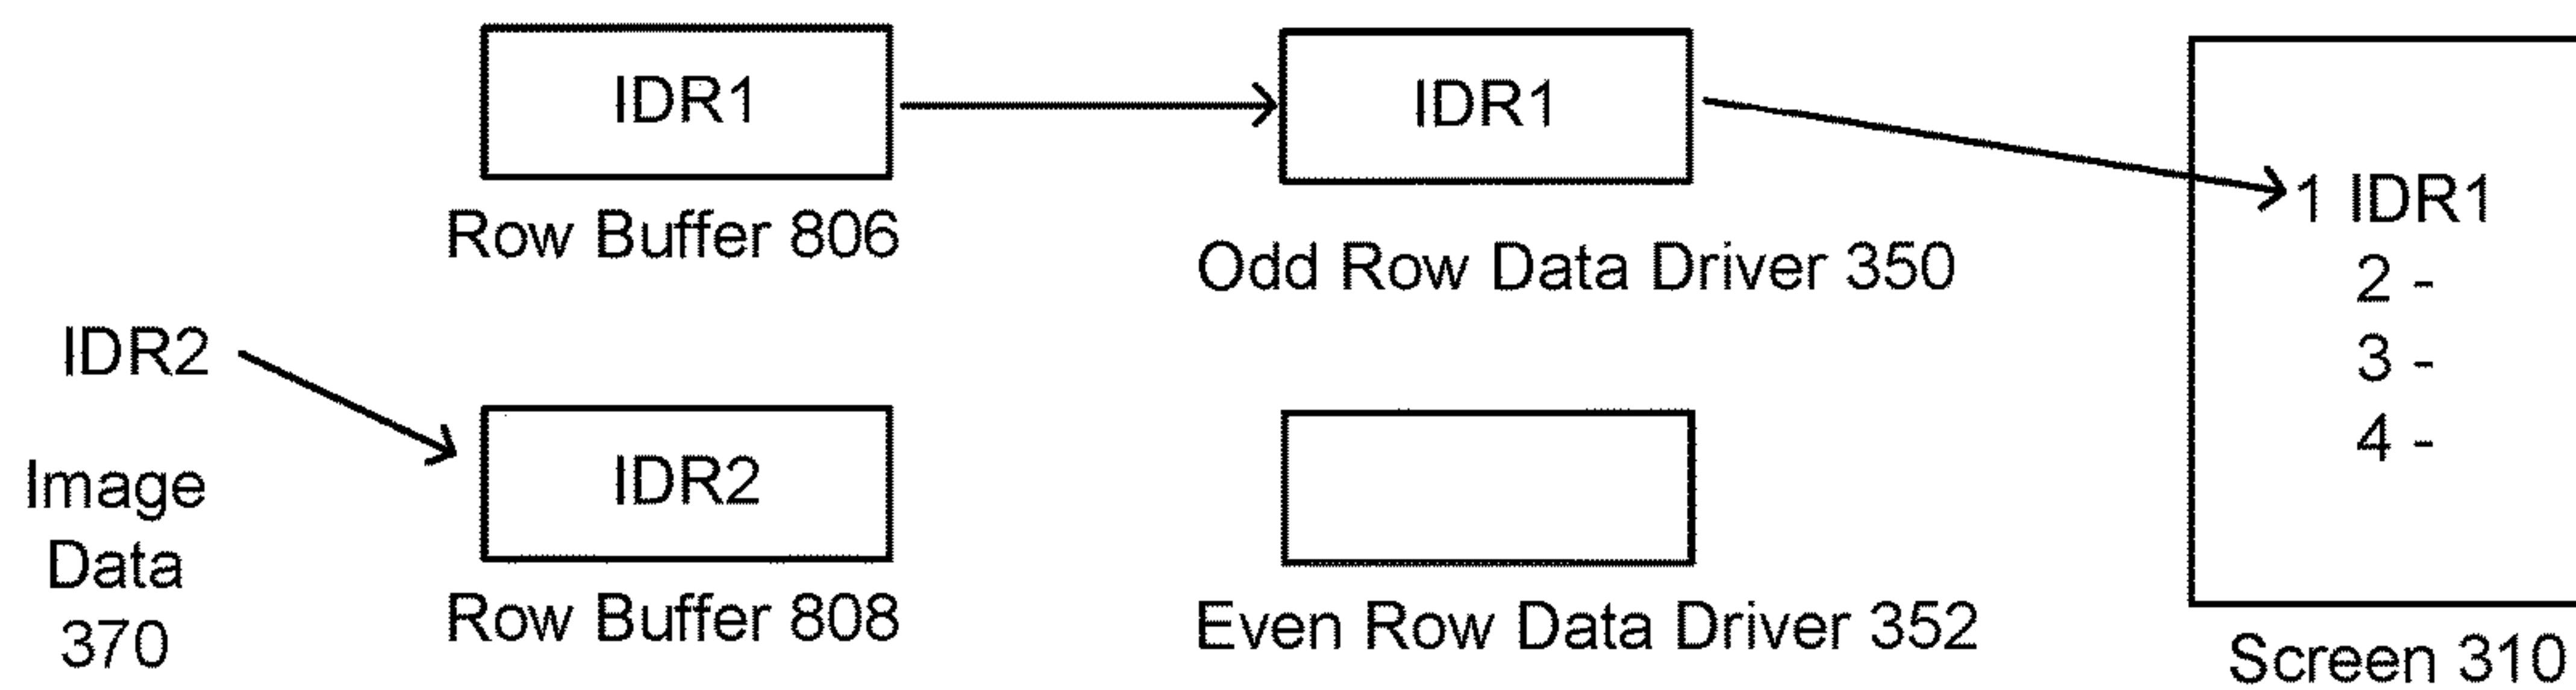 IDR1
Row Buffer 806
IDR1
Odd Row Data Driver 350
1 IDR1
2 -
3 -
4 -
Screen 310
IDR2
Image
Data
370
IDR2
Row Buffer 808
Even Row Data Driver 352